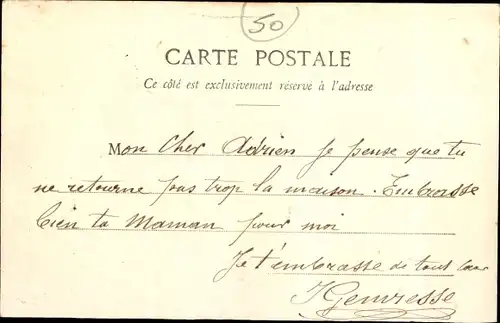 50
CARTE POSTALE
Ce côté est exclusivement réservé à l'adresse
Mon Cher Adrien je pense que tu
ne retourne pas trop la maison. Embrasse
bien ta Maman pour moi
Je t'embrasse de tout cœur